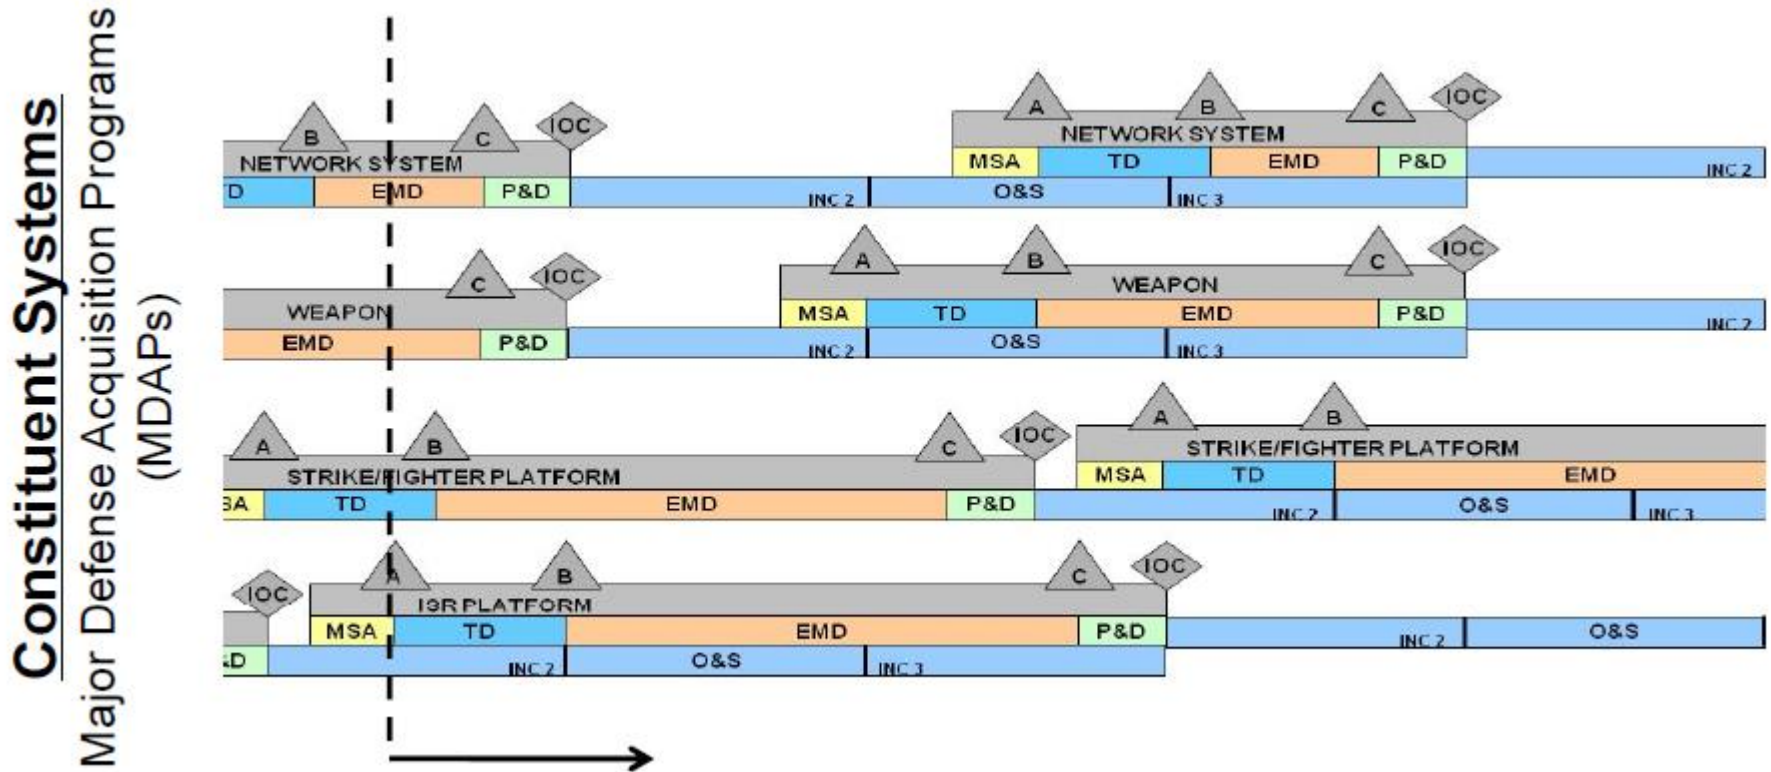 Constituent Systems
Major Defense Acquisition Programs
(MDAPs)
A B C IOC
B C IOC
NETWORK SYSTEM
NETWORK SYSTEM
MSA TD EMD P&D
INC 2
TD EMD P&D
INC 2 O&S INC 3
A B C IOC
C IOC
WEAPON
WEAPON
MSA TD EMD P&D
INC 2
EMD P&D
INC 2 O&S INC 3
A B
A B C IOC
STRIKE/FIGHTER PLATFORM
STRIKE/FIGHTER PLATFORM
MSA TD EMD
SA TD EMD P&D
INC 2 O&S INC 3
IOC A B C IOC
ISR PLATFORM
MSA TD EMD P&D
INC 2 O&S
&D
INC 2 O&S INC 3